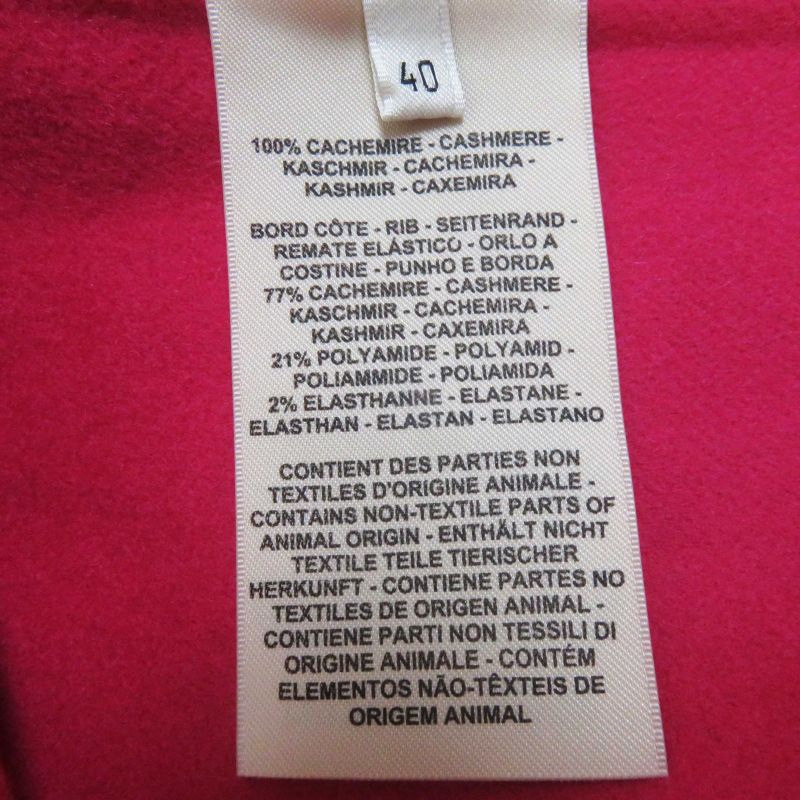 40
100% CACHEMIRE - CASHMERE -
KASCHMIR - CACHEMIRA -
KASHMIR - CAXEMIRA
BORD CÔTE - RIB - SEITENRAND -
REMATE ELÁSTICO - ORLO A
COSTINE - PUNHO E BORDA
77% CACHEMIRE - CASHMERE -
KASCHMIR - CACHEMIRA -
KASHMIR - CAXEMIRA
21% POLYAMIDE - POLYAMID -
POLIAMMIDE - POLIAMIDA
2% ELASTHANNE - ELASTANE -
ELASTHAN - ELASTAN - ELASTANO
CONTIENT DES PARTIES NON
TEXTILES D'ORIGINE ANIMALE -
CONTAINS NON-TEXTILE PARTS OF
ANIMAL ORIGIN - ENTHÄLT NICHT
TEXTILE TEILE TIERISCHER
HERKUNFT - CONTIENE PARTES NO
TEXTILES DE ORIGEN ANIMAL -
CONTIENE PARTI NON TESSILI DI
ORIGINE ANIMALE - CONTÉM
ELEMENTOS NÃO-TÊXTEIS DE
ORIGEM ANIMAL